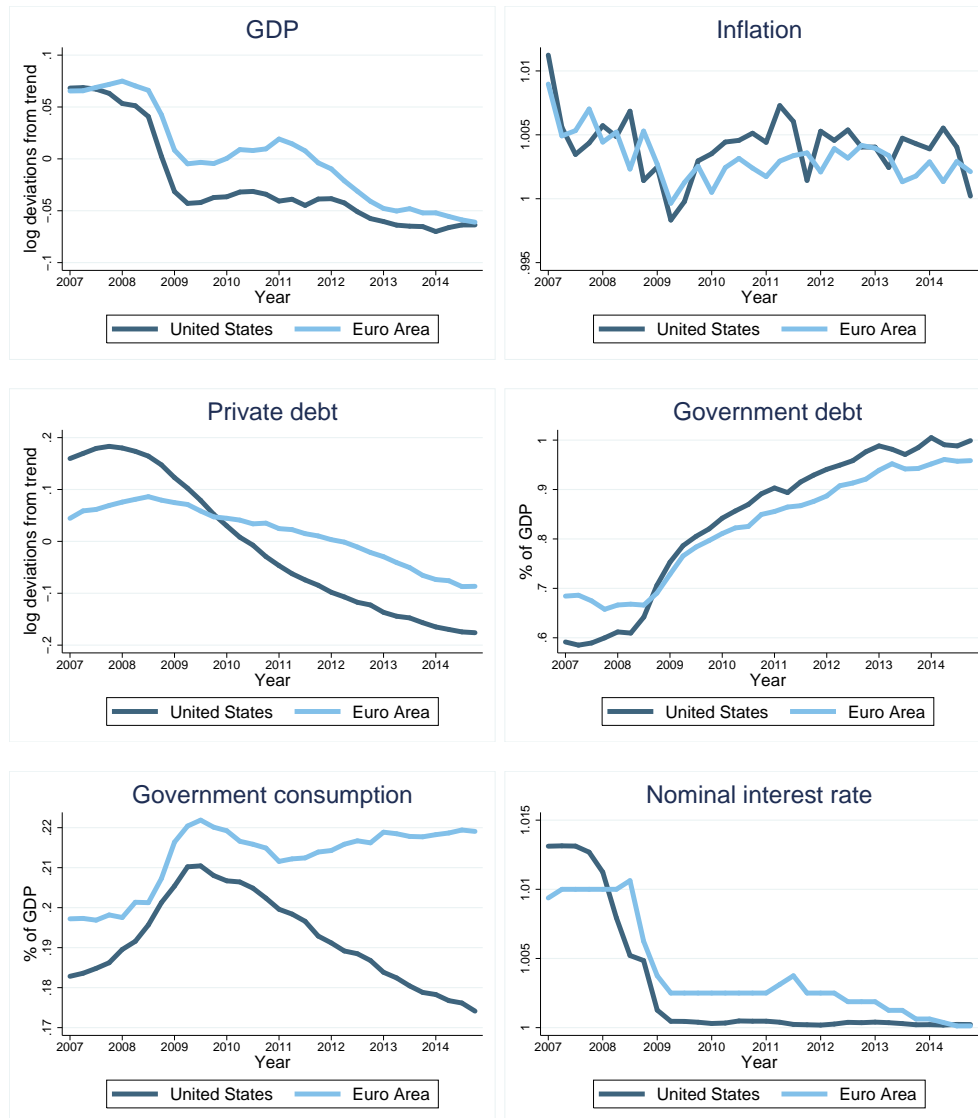 GDP
log deviations from trend
.1
.05
0
-.05
-.1
2007 2008 2009 2010 2011 2012 2013 2014
Year
United States Euro Area
Inflation
1.01
1.005
1
.995
2007 2008 2009 2010 2011 2012 2013 2014
Year
United States Euro Area
Private debt
log deviations from trend
.2
.1
0
-.1
-.2
2007 2008 2009 2010 2011 2012 2013 2014
Year
United States Euro Area
Government debt
% of GDP
1
.9
.8
.7
.6
2007 2008 2009 2010 2011 2012 2013 2014
Year
United States Euro Area
Government consumption
% of GDP
.22
.21
.2
.19
.18
.17
2007 2008 2009 2010 2011 2012 2013 2014
Year
United States Euro Area
Nominal interest rate
1.015
1.01
1.005
1
2007 2008 2009 2010 2011 2012 2013 2014
Year
United States Euro Area